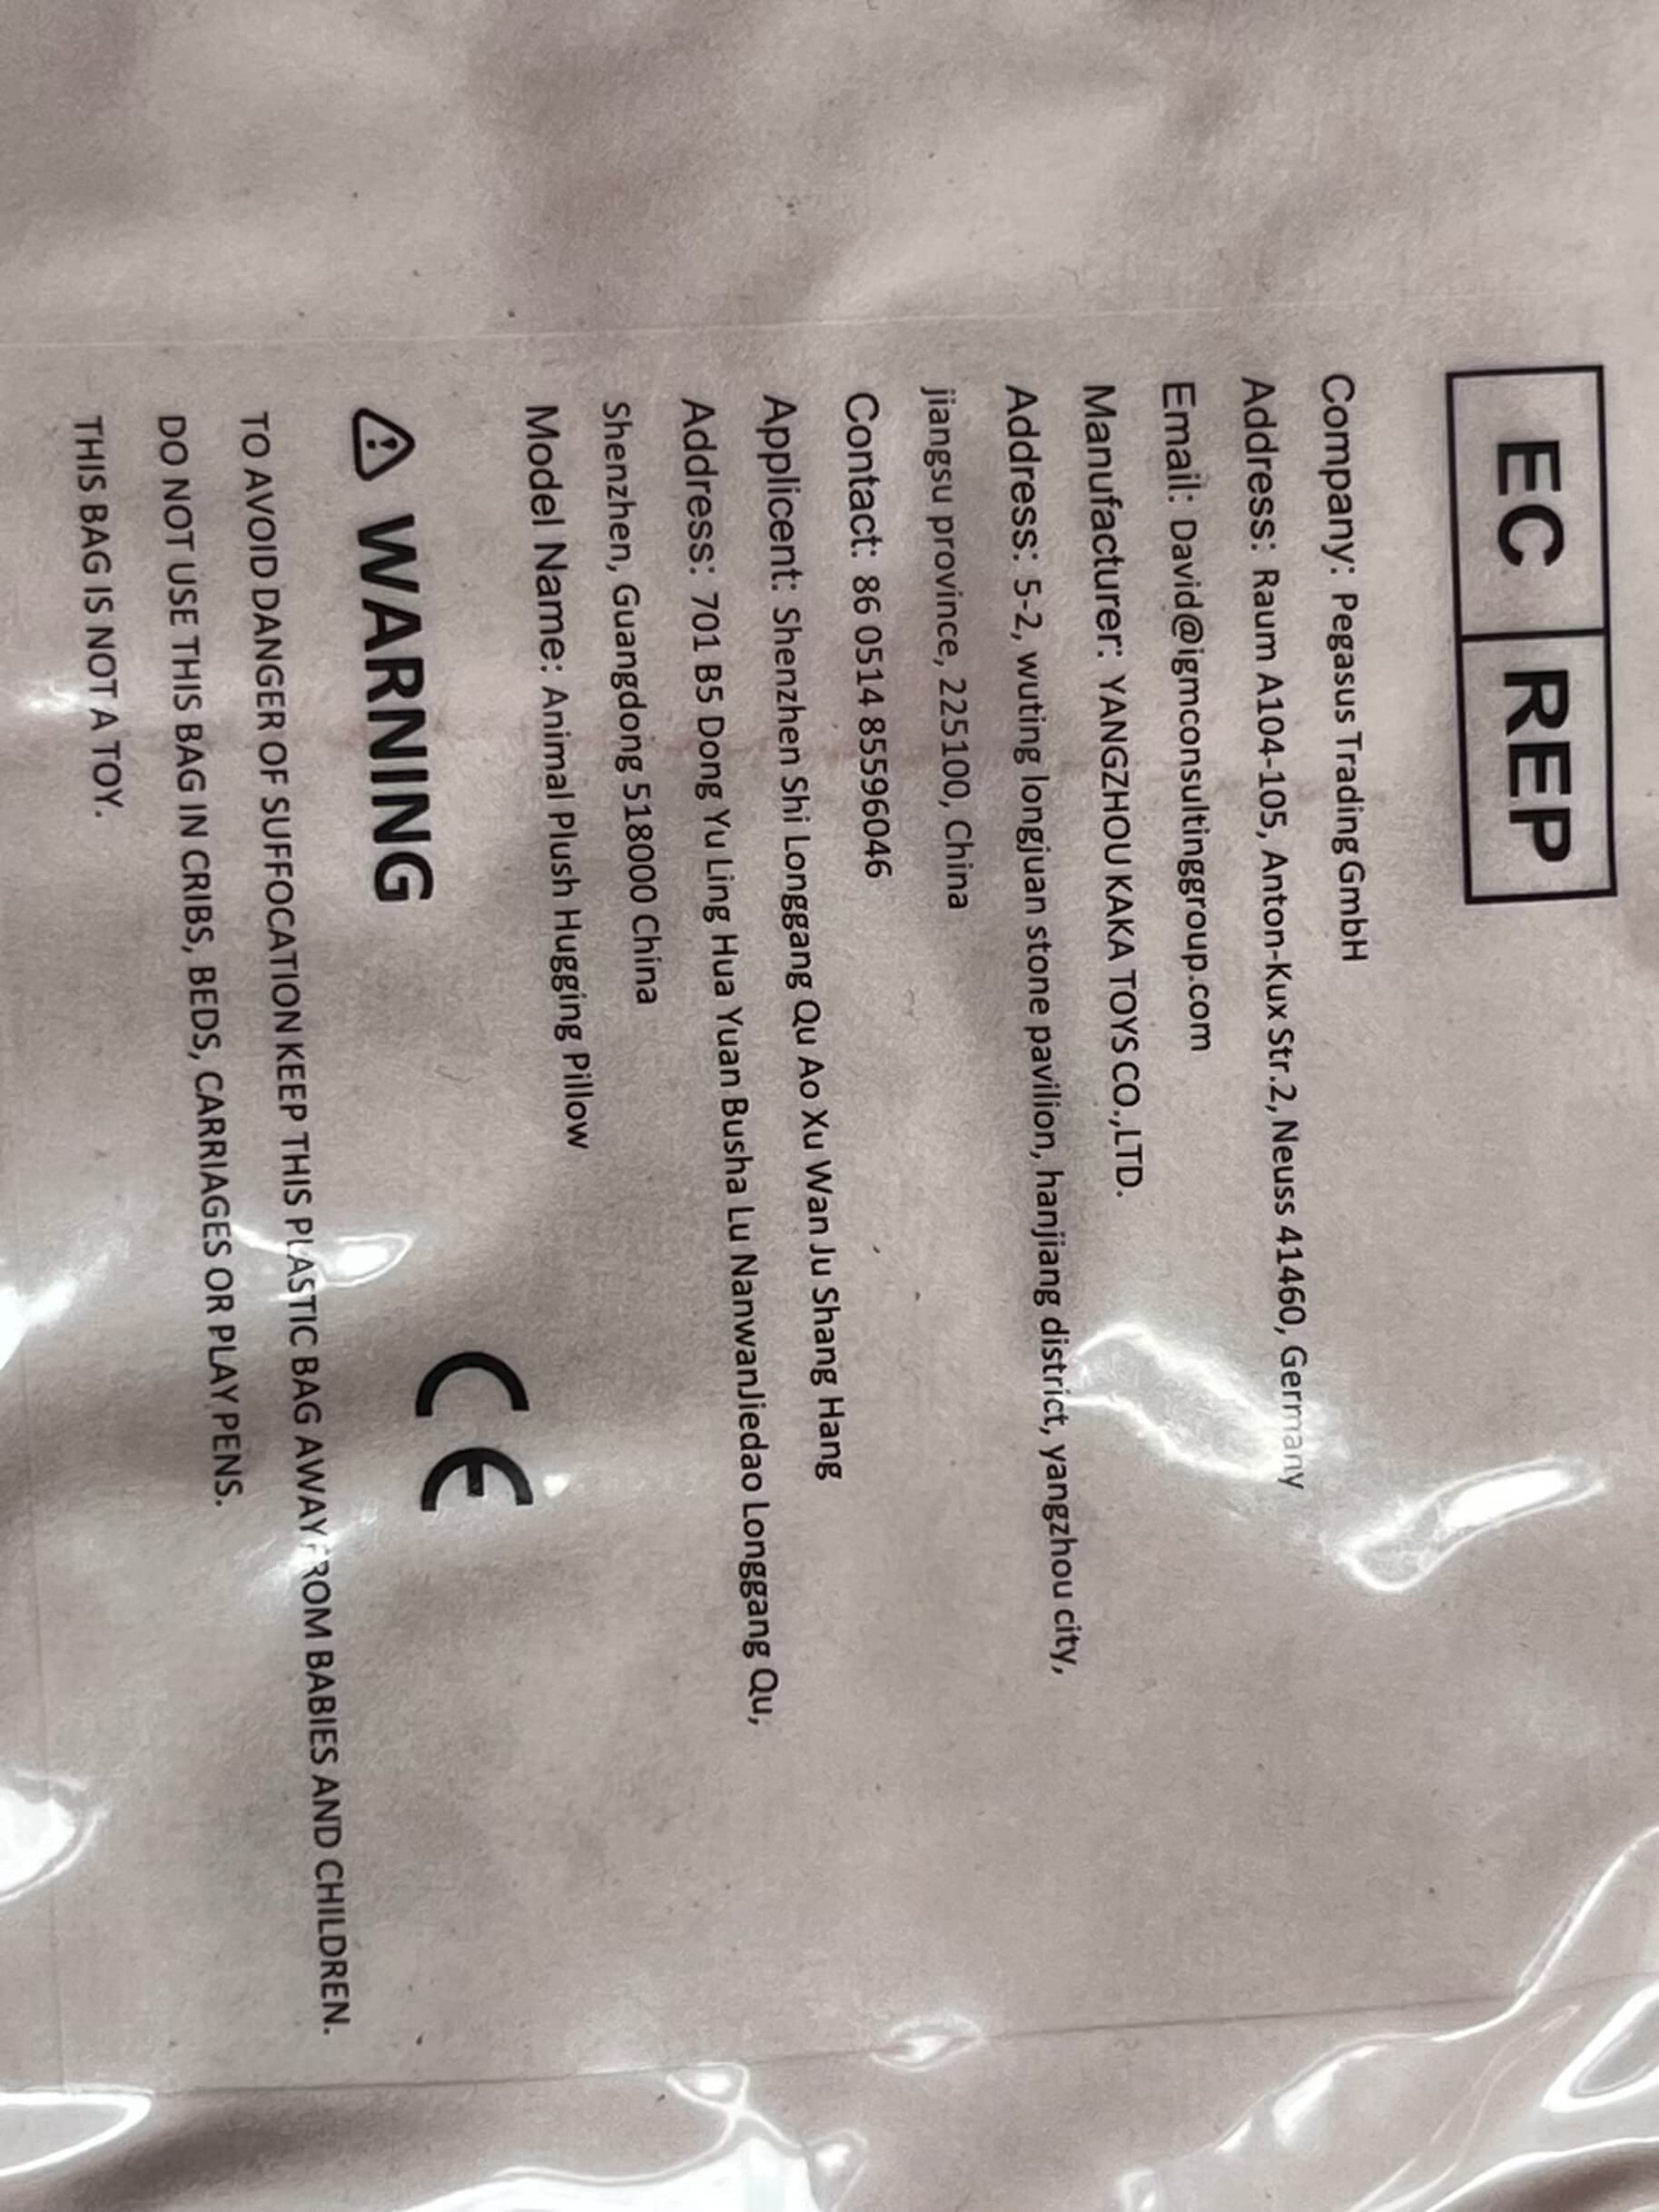 EC REP
Company: Pegasus Trading GmbH
Address: Raum A104-105, Anton-Kux Str.2, Neuss 41460, Germany
Email: David@igmconsultinggroup.com
Manufacturer: YANGZHOU KAKA TOYS CO.,LTD.
Address: 5-2, wuting longjuan stone pavilion, hanjiang district, yangzhou city,
jiangsu province, 225100, China
Contact: 86 0514 85596046
Applicent: Shenzhen Shi Longgang Qu Ao Xu Wan Ju Shang Hang
Address: 701 B5 Dong Yu Ling Hua Yuan Busha Lu NanwanJiedao Longgang Qu,
Shenzhen, Guangdong 518000 China
Model Name: Animal Plush Hugging Pillow
CE
⚠ WARNING
TO AVOID DANGER OF SUFFOCATION KEEP THIS PLASTIC BAG AWAY FROM BABIES AND CHILDREN.
DO NOT USE THIS BAG IN CRIBS, BEDS, CARRIAGES OR PLAY PENS.
THIS BAG IS NOT A TOY.